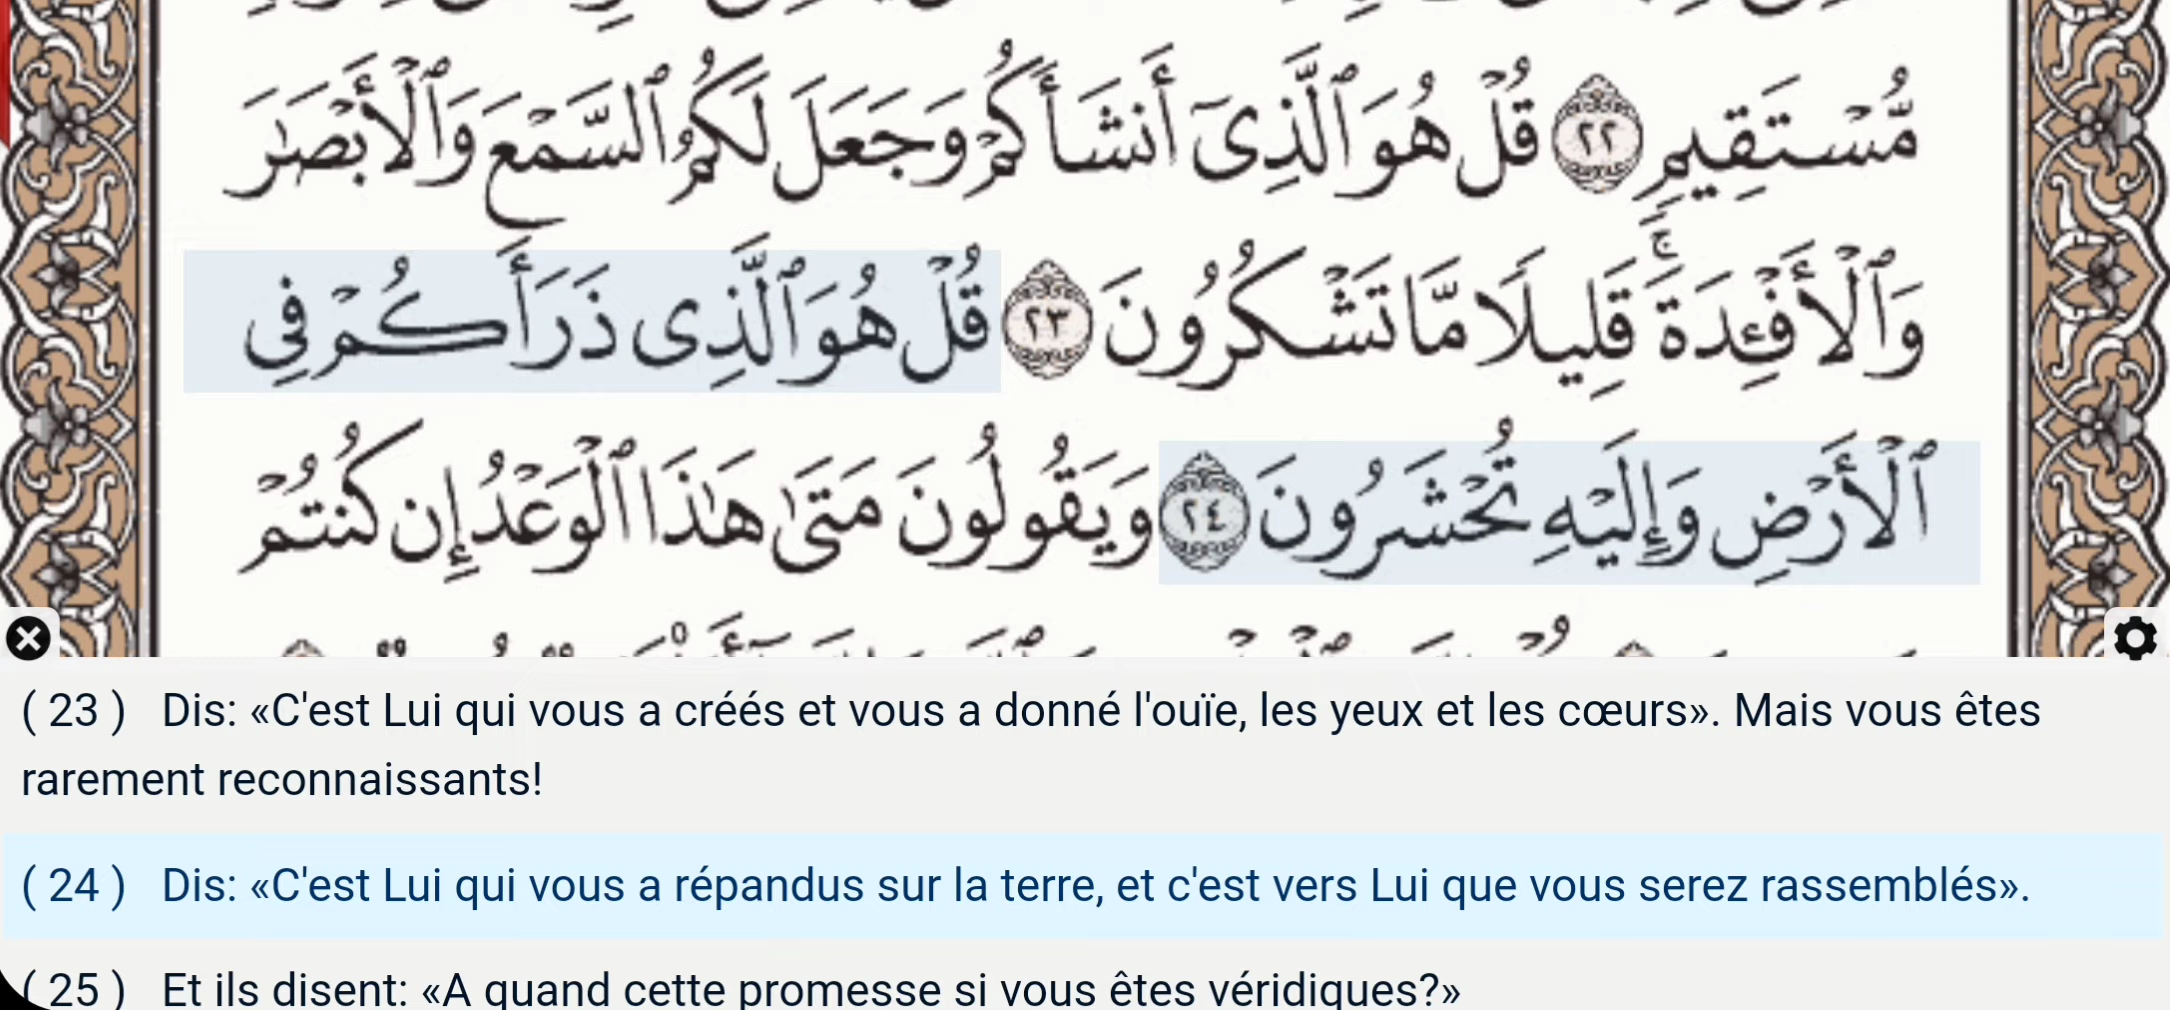 مُّسْتَقِيمٍ ٢٢ قُلْ هُوَ ٱلَّذِىٓ أَنشَأَكُمْ وَجَعَلَ لَكُمُ ٱلسَّمْعَ وَٱلْأَبْصَٰرَ
وَٱلْأَفْـِٔدَةَ ۖ قَلِيلًا مَّا تَشْكُرُونَ ٢٣ قُلْ هُوَ ٱلَّذِى ذَرَأَكُمْ فِى
ٱلْأَرْضِ وَإِلَيْهِ تُحْشَرُونَ ٢٤ وَيَقُولُونَ مَتَىٰ هَٰذَا ٱلْوَعْدُ إِن كُنتُمْ
( 23 ) Dis: «C'est Lui qui vous a créés et vous a donné l'ouïe, les yeux et les cœurs». Mais vous êtes
rarement reconnaissants!
( 24 ) Dis: «C'est Lui qui vous a répandus sur la terre, et c'est vers Lui que vous serez rassemblés».
( 25 ) Et ils disent: «A quand cette promesse si vous êtes véridiques?»